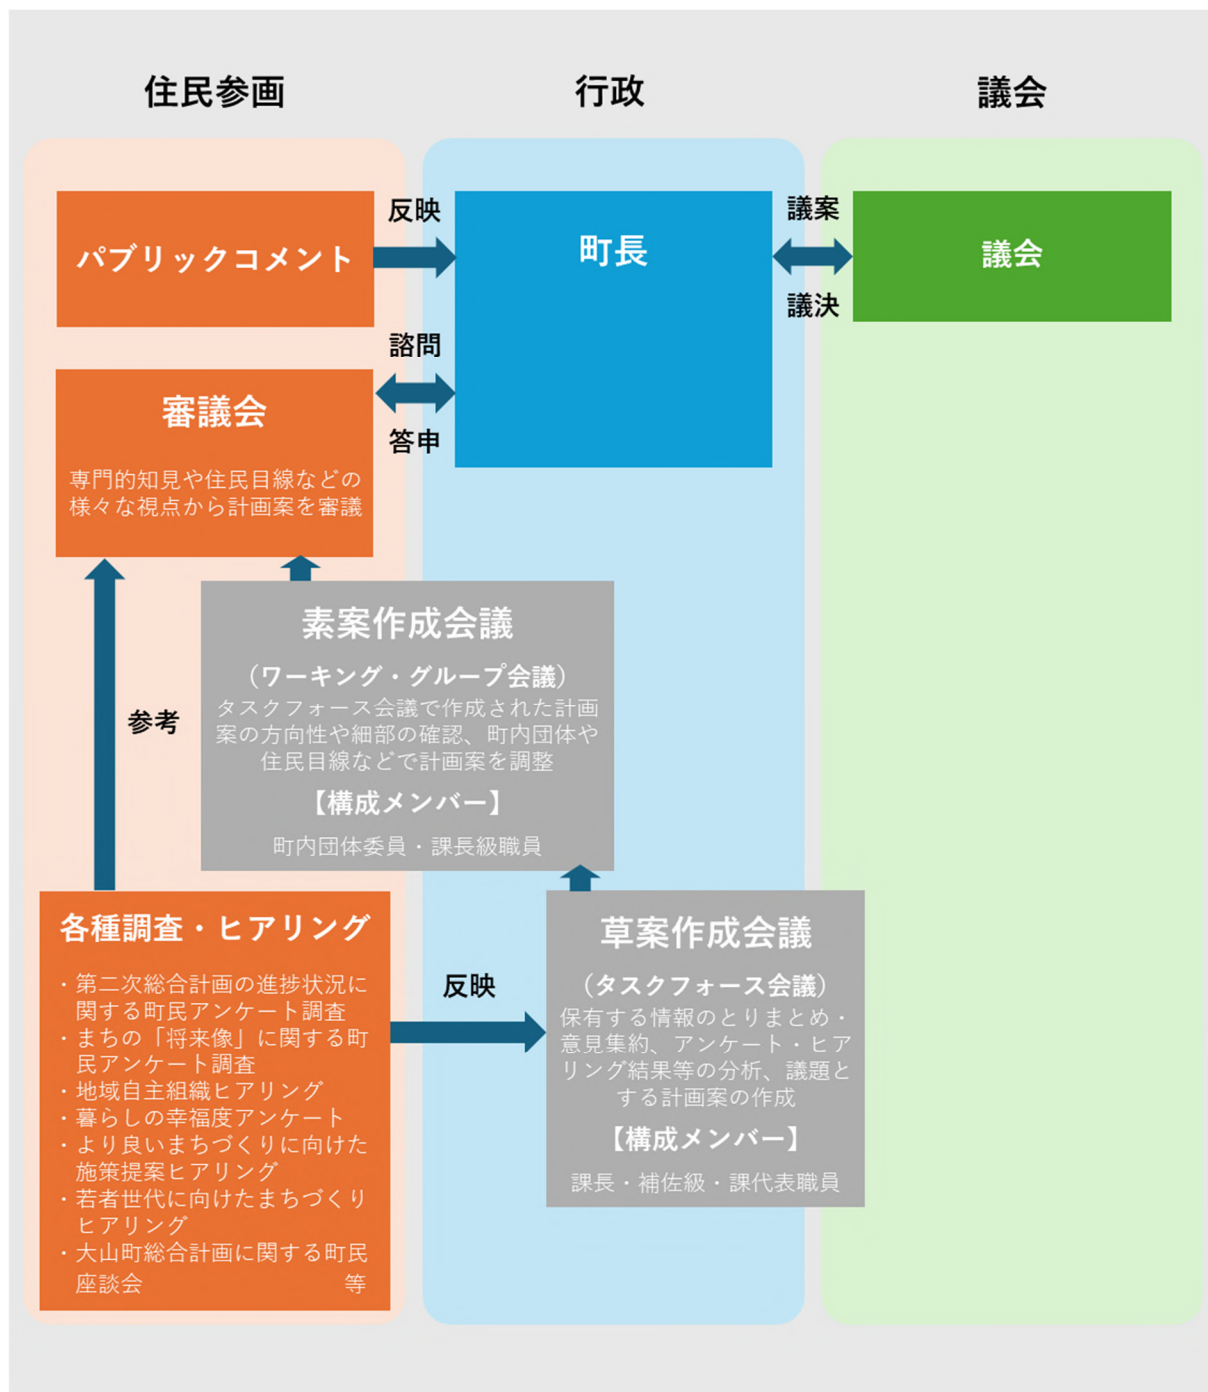 住民参画
行政
議会
パブリックコメント
反映
町長
議案
議決
議会
諮問
答申
審議会
専門的知見や住民目線などの
様々な視点から計画案を審議
素案作成会議
（ワーキング・グループ会議）
タスクフォース会議で作成された計画
案の方向性や細部の確認、町内団体や
住民目線などで計画案を調整
【構成メンバー】
町内団体委員・課長級職員
参考
各種調査・ヒアリング
・第二次総合計画の進捗状況に
関する町民アンケート調査
・まちの「将来像」に関する町
民アンケート調査
・地域自主組織ヒアリング
・暮らしの幸福度アンケート
・より良いまちづくりに向けた
施策提案ヒアリング
・若者世代に向けたまちづくり
ヒアリング
・大山町総合計画に関する町民
座談会 等
反映
草案作成会議
（タスクフォース会議）
保有する情報のとりまとめ・
意見集約、アンケート・ヒア
リング結果等の分析、議題と
する計画案の作成
【構成メンバー】
課長・補佐級・課代表職員